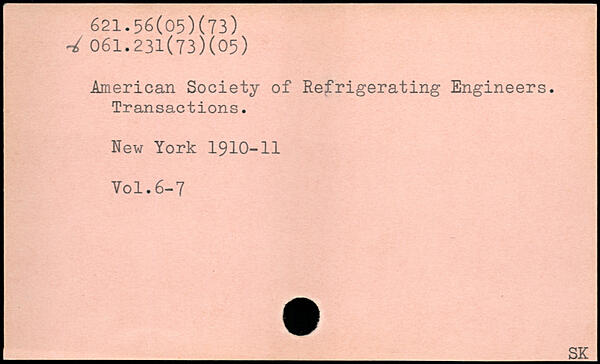 621.56(05)(73)
061.231(73)(05)
American Society of Refrigerating Engineers.
Transactions.
New York 1910-11
Vol.6-7
SK